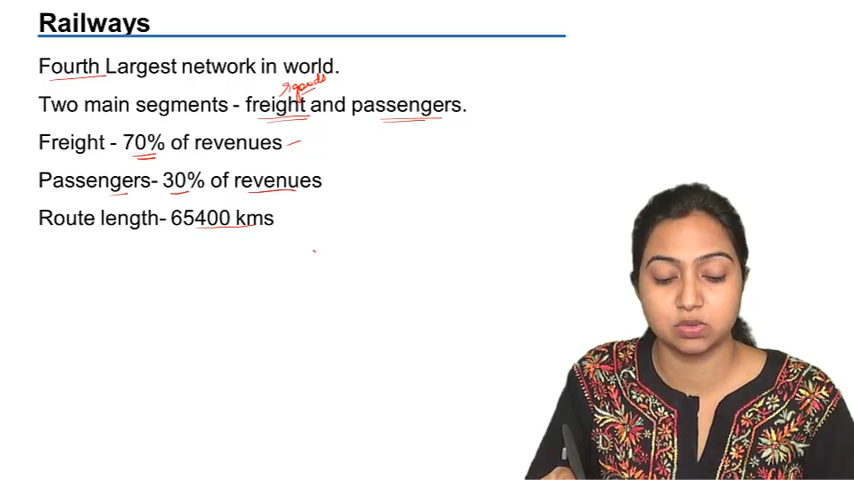 Railways
Fourth Largest network in world.
goods
Two main segments - freight and passengers.
Freight - 70% of revenues
Passengers- 30% of revenues
Route length- 65400 kms